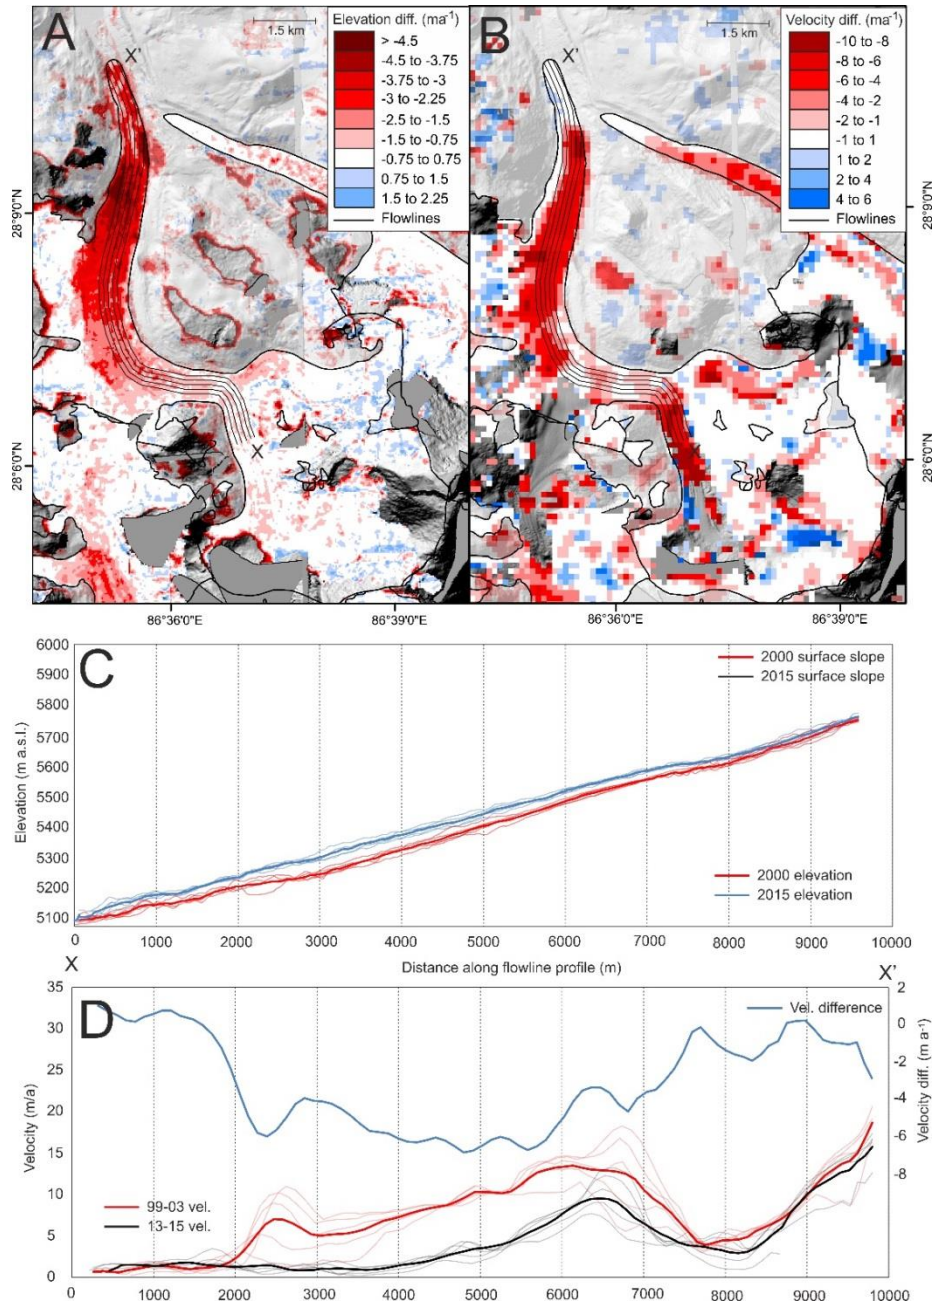 A
1.5 km
X'
X
Elevation diff. (ma⁻¹)
> -4.5
-4.5 to -3.75
-3.75 to -3
-3 to -2.25
-2.5 to -1.5
-1.5 to -0.75
-0.75 to 0.75
0.75 to 1.5
1.5 to 2.25
Flowlines
28°9'0"N
28°6'0"N
86°36'0"E
86°39'0"E
B
1.5 km
X'
X
Velocity diff. (ma⁻¹)
-10 to -8
-8 to -6
-6 to -4
-4 to -2
-2 to -1
-1 to 1
1 to 2
2 to 4
4 to 6
Flowlines
28°9'0"N
28°6'0"N
86°36'0"E
86°39'0"E
C
2000 surface slope
2015 surface slope
2000 elevation
2015 elevation
Elevation (m a.s.l.)
6000
5900
5800
5700
5600
5400
5300
5200
5100
0 1000 2000 3000 4000 5000 6000 7000 8000 9000 10000
X
Distance along flowline profile (m)
X'
D
Vel. difference
99-03 vel.
13-15 vel.
Velocity (m/a)
35
30
25
20
15
10
5
0
Velocity diff. (m a⁻¹)
2
0
-2
-4
-6
-8
0 1000 2000 3000 4000 5000 6000 7000 8000 9000 10000